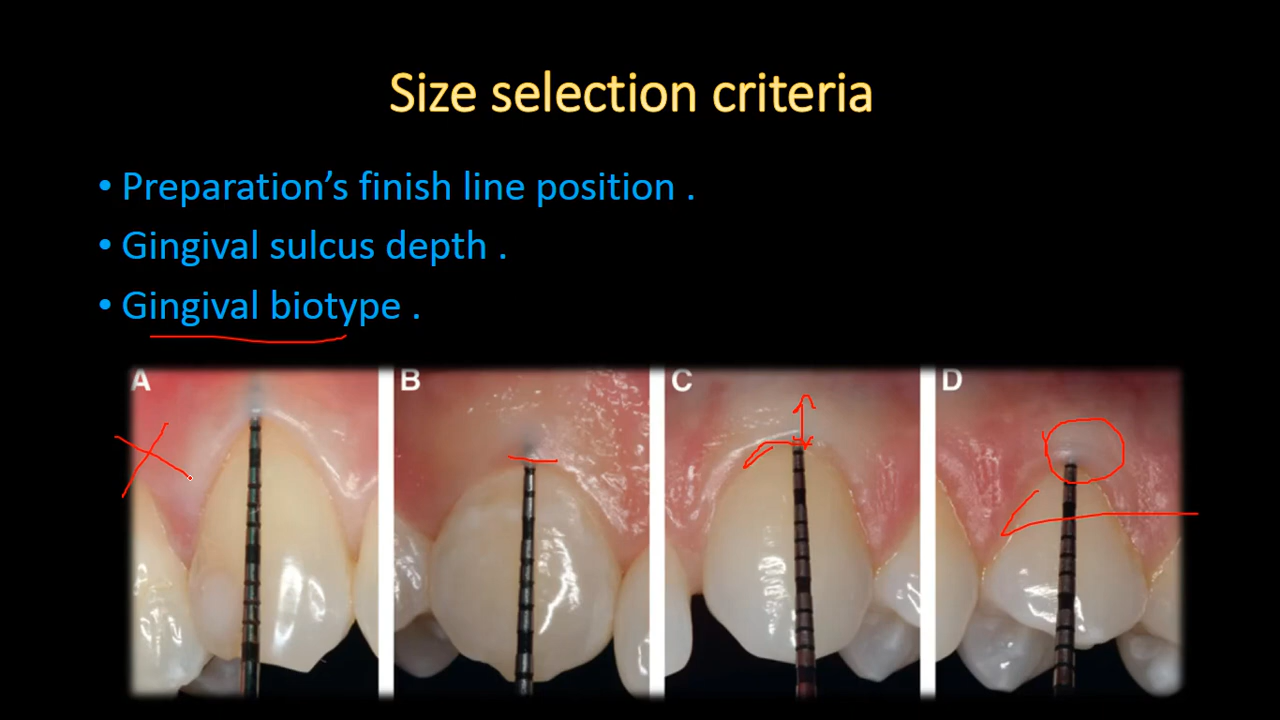 Size selection criteria
• Preparation’s finish line position .
• Gingival sulcus depth .
• Gingival biotype .
A B C D